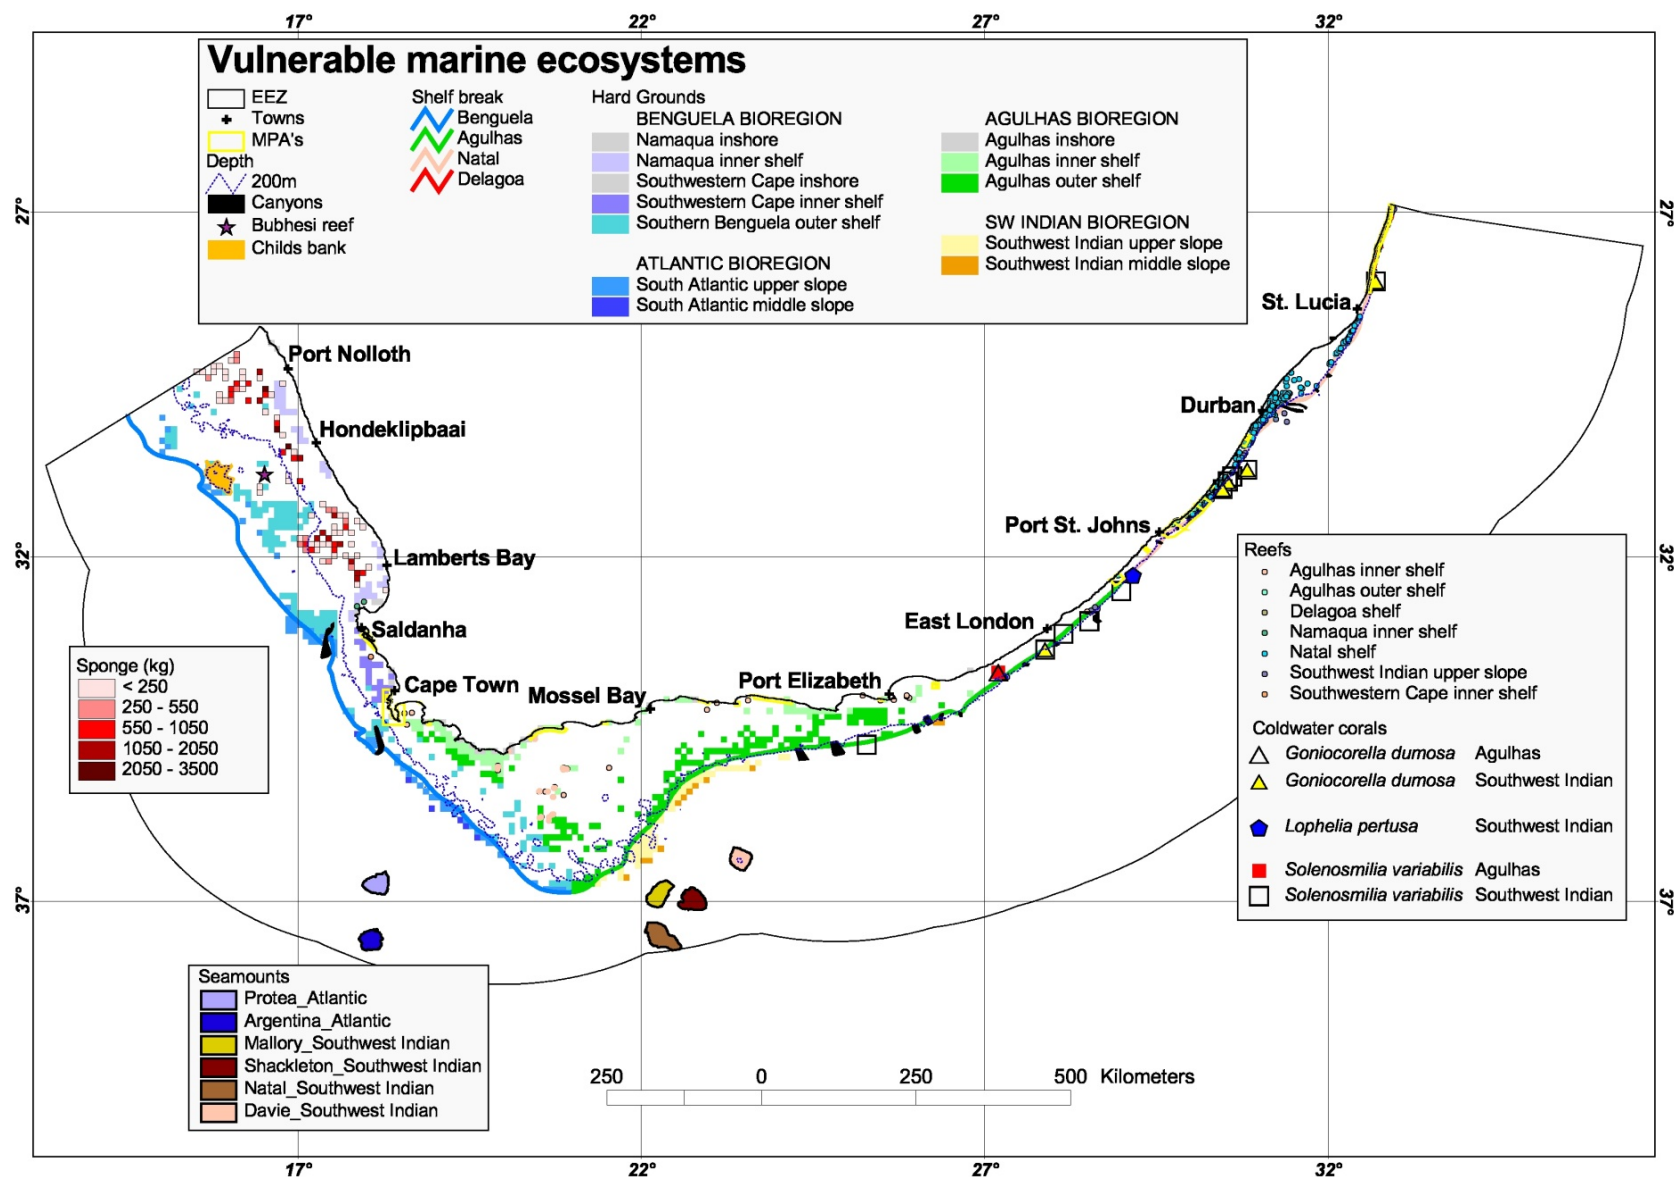 17° 22° 27° 32°
Vulnerable marine ecosystems
EEZ
Towns
MPA's
Depth
200m
Canyons
Bubhesi reef
Childs bank
Shelf break
Benguela
Agulhas
Natal
Delagoa
Hard Grounds
BENGUELA BIOREGION
Namaqua inshore
Namaqua inner shelf
Southwestern Cape inshore
Southwestern Cape inner shelf
Southern Benguela outer shelf
ATLANTIC BIOREGION
South Atlantic upper slope
South Atlantic middle slope
AGULHAS BIOREGION
Agulhas inshore
Agulhas inner shelf
Agulhas outer shelf
SW INDIAN BIOREGION
Southwest Indian upper slope
Southwest Indian middle slope
27° 27°
St. Lucia
Port Nolloth
Durban
Hondeklipbaai
Port St. Johns
32° 32°
Lamberts Bay
East London
Saldanha
Cape Town
Mossel Bay
Port Elizabeth
Sponge (kg)
< 250
250 - 550
550 - 1050
1050 - 2050
2050 - 3500
Reefs
Agulhas inner shelf
Agulhas outer shelf
Delagoa shelf
Namaqua inner shelf
Natal shelf
Southwest Indian upper slope
Southwestern Cape inner shelf
Coldwater corals
Goniocorella dumosa Agulhas
Goniocorella dumosa Southwest Indian
Lophelia pertusa Southwest Indian
Solenosmilia variabilis Agulhas
Solenosmilia variabilis Southwest Indian
37° 37°
Seamounts
Protea_Atlantic
Argentina_Atlantic
Mallory_Southwest Indian
Shackleton_Southwest Indian
Natal_Southwest Indian
Davie_Southwest Indian
250 0 250 500 Kilometers
17° 22° 27° 32°